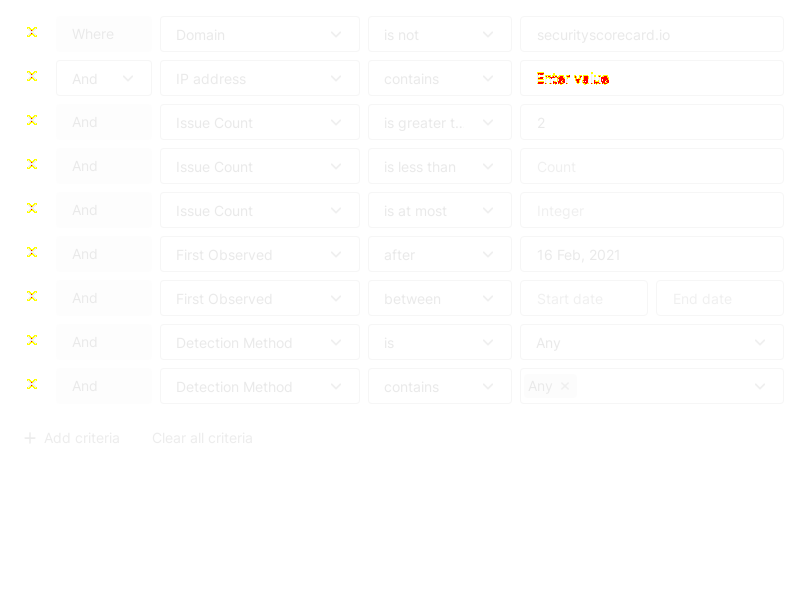 Where Domain is not securityscorecard.io
And IP address contains Enter value
And Issue Count is greater t.. 2
And Issue Count is less than Count
And Issue Count is at most Integer
And First Observed after 16 Feb, 2021
And First Observed between Start date End date
And Detection Method is Any
And Detection Method contains Any
Add criteria Clear all criteria